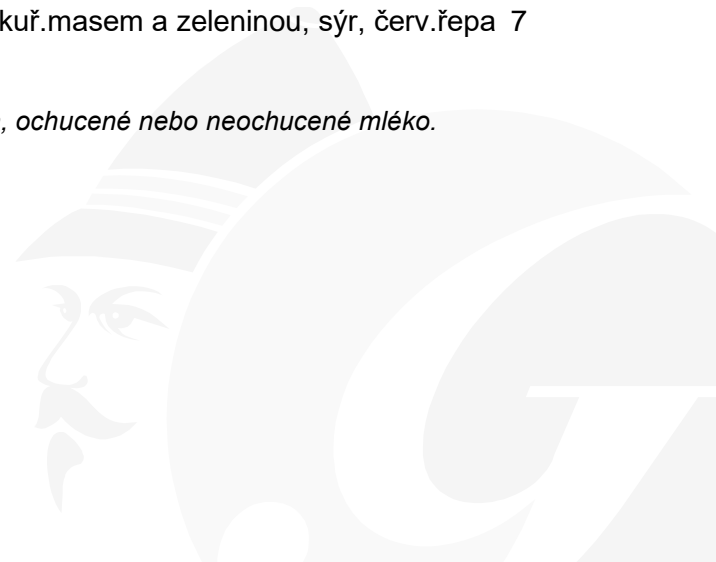 kuř.masem a zeleninou, sýr, červ.řepa 7
, ochucené nebo neochucené mléko.